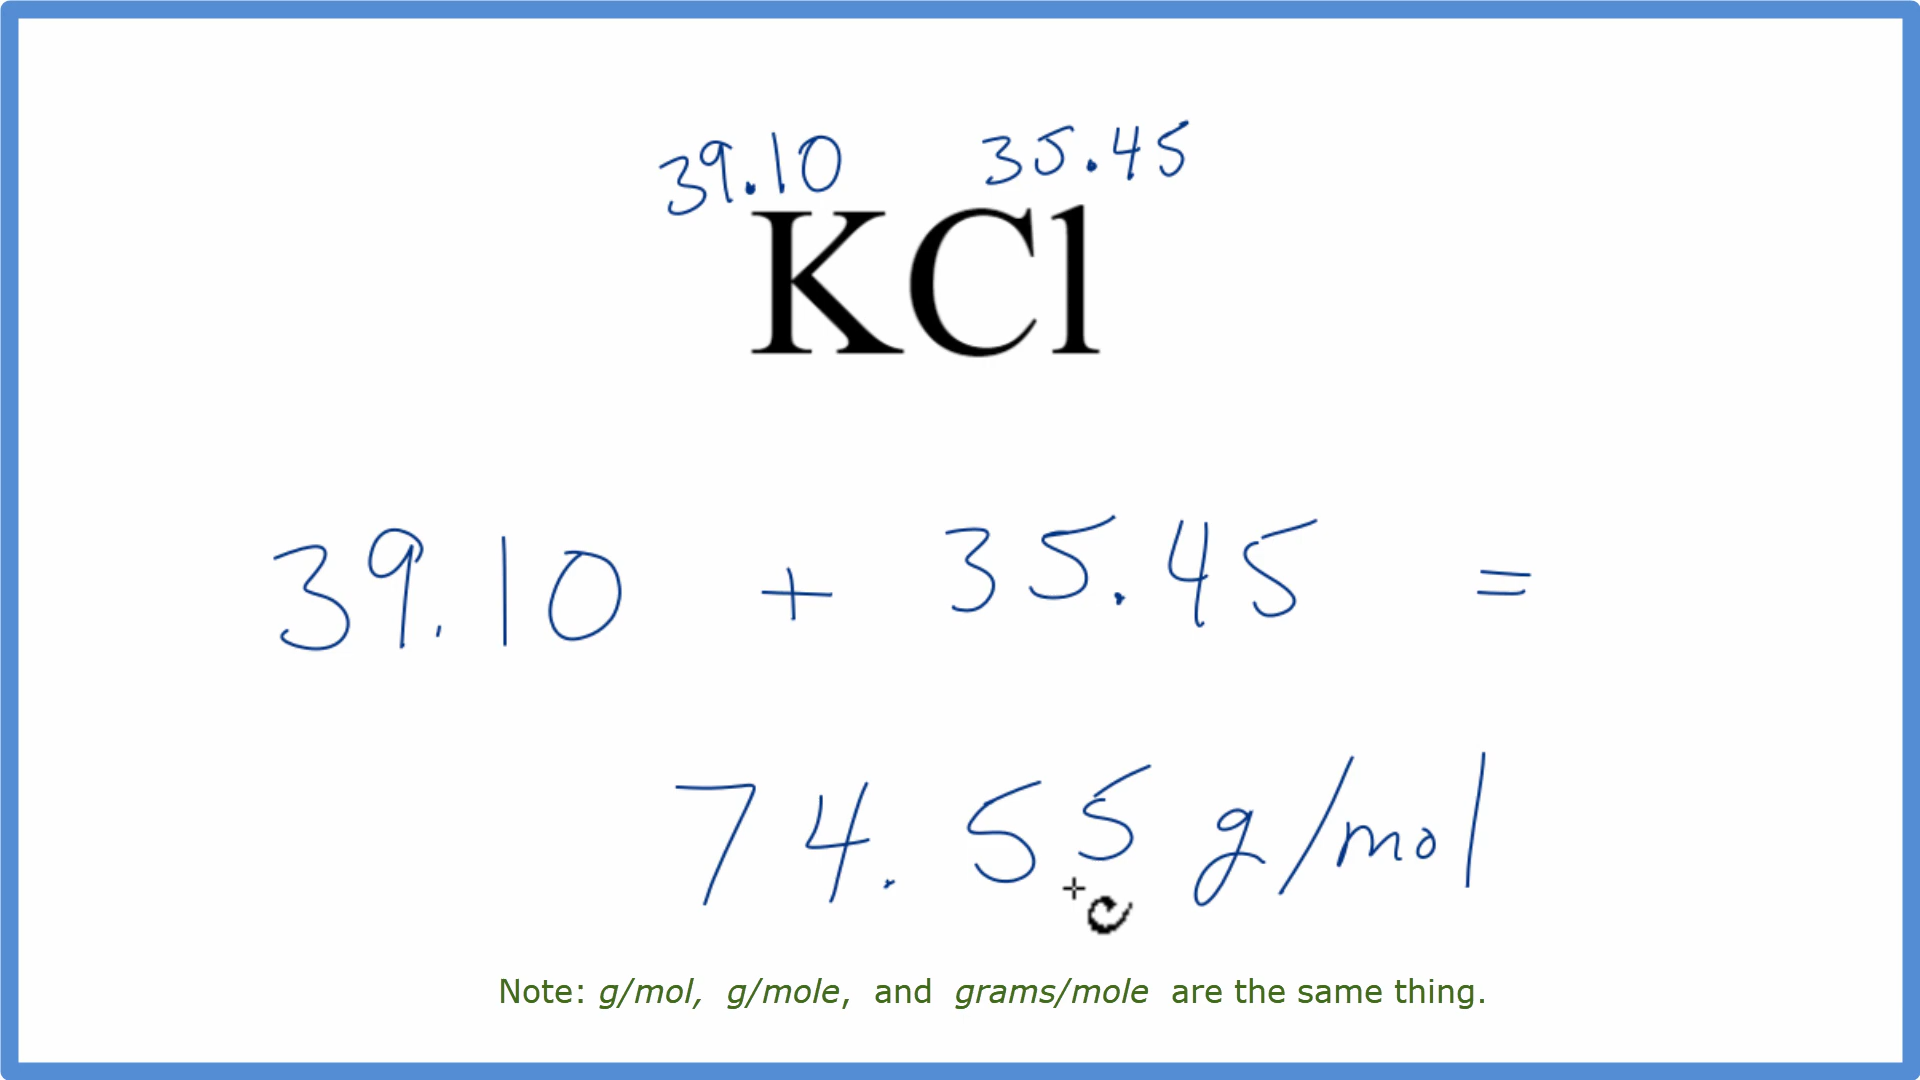 39.10 35.45
KCl
39.10 + 35.45 =
74.55 g/mol
Note: g/mol, g/mole, and grams/mole are the same thing.